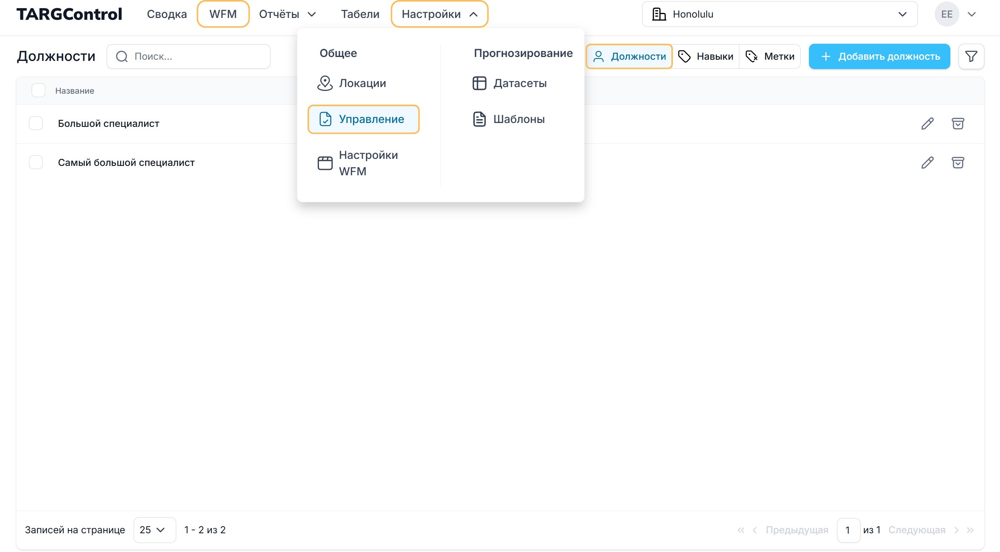 TARGControl
Сводка
WFM
Отчёты
Табели
Настройки
Honolulu
EE
Должности
Поиск...
Общее
Локации
Управление
Настройки
WFM
Прогнозирование
Датасеты
Шаблоны
Должности
Навыки
Метки
Добавить должность
Название
Большой специалист
Самый большой специалист
Записей на странице 25 1 - 2 из 2
Предыдущая 1 из 1 Следующая